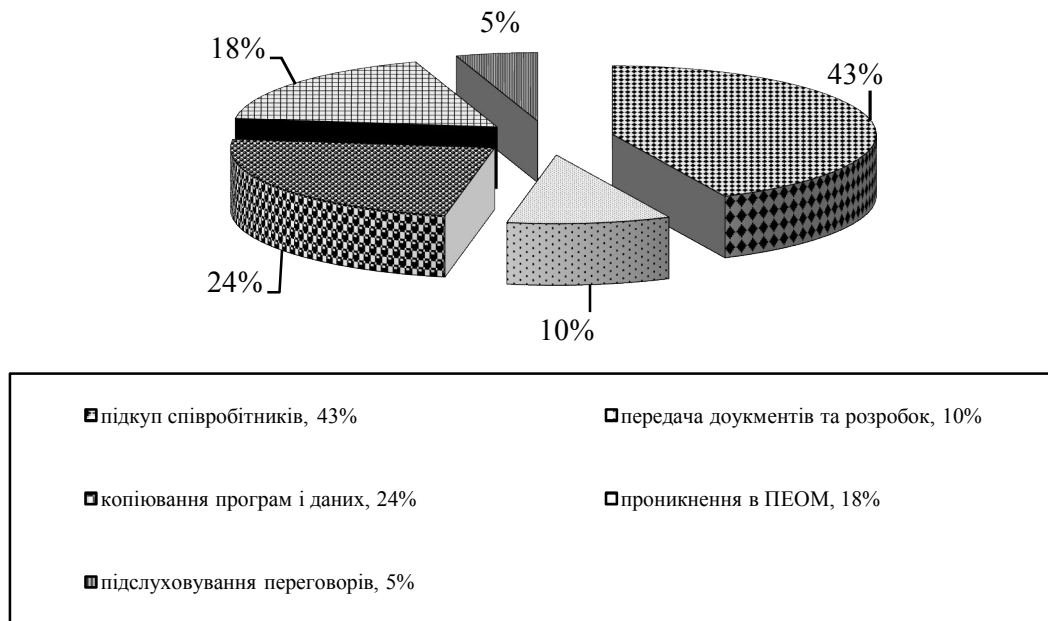 5%
18%
43%
24%
10%
підкуп співробітників, 43%
передача доукментів та розробок, 10%
копіювання програм і даних, 24%
проникнення в ПЕОМ, 18%
підслуховування переговорів, 5%